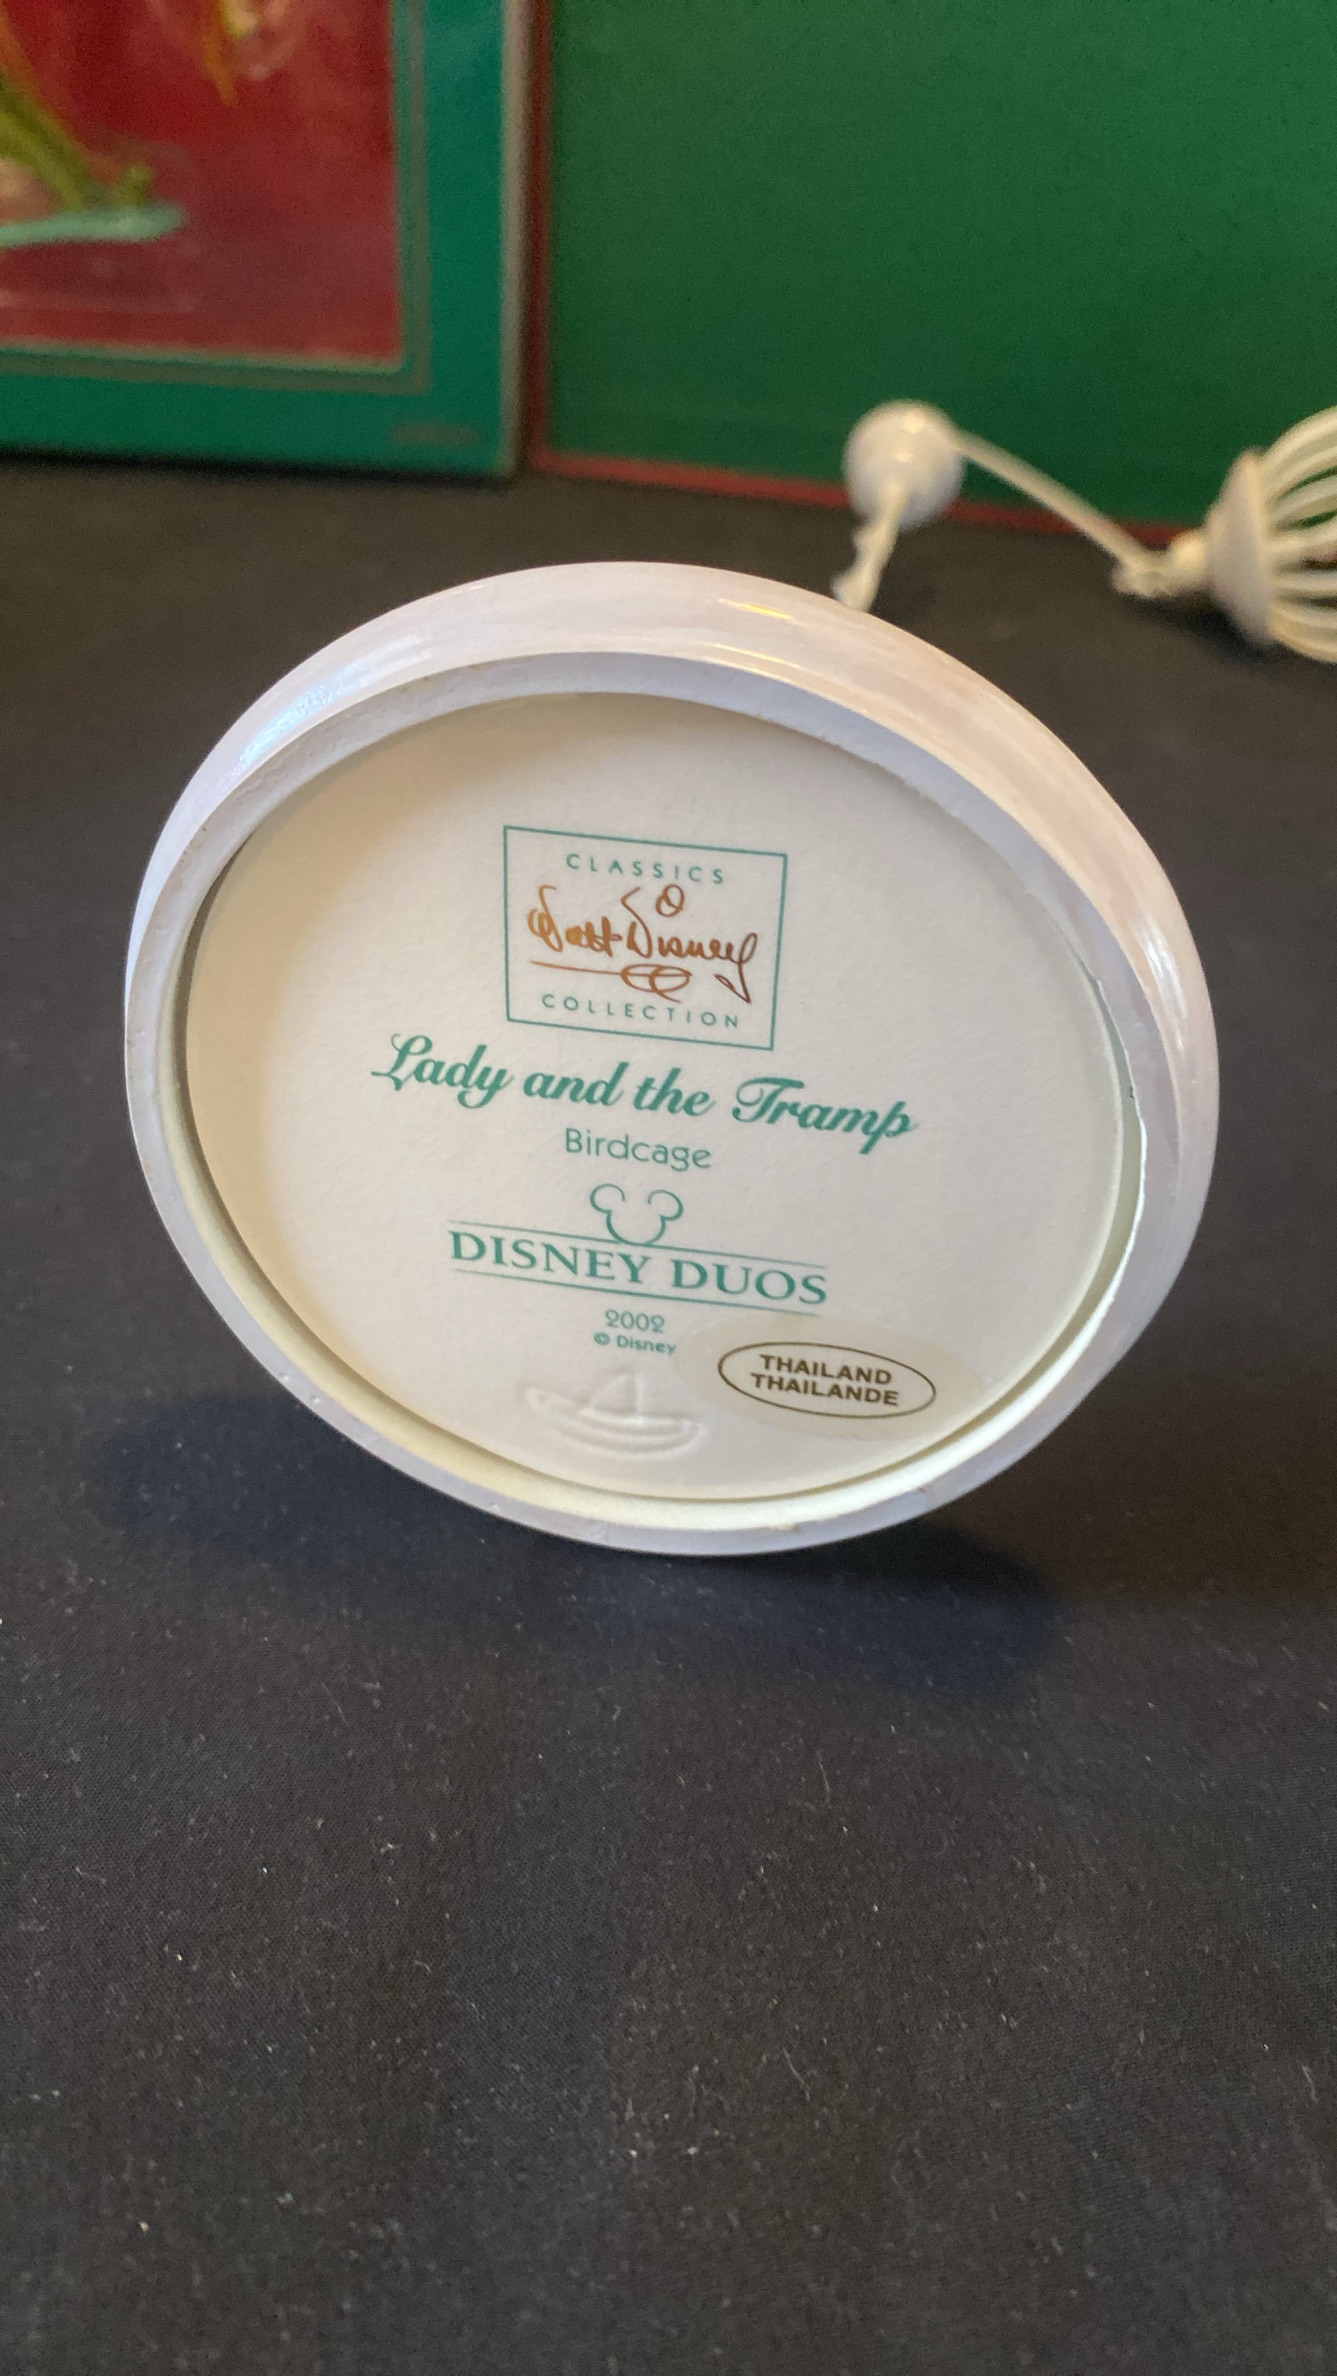 CLASSICS
Walt Disney
COLLECTION
Lady and the Tramp
Birdcage
DISNEY DUOS
2002
© Disney
THAILAND
THAILANDE